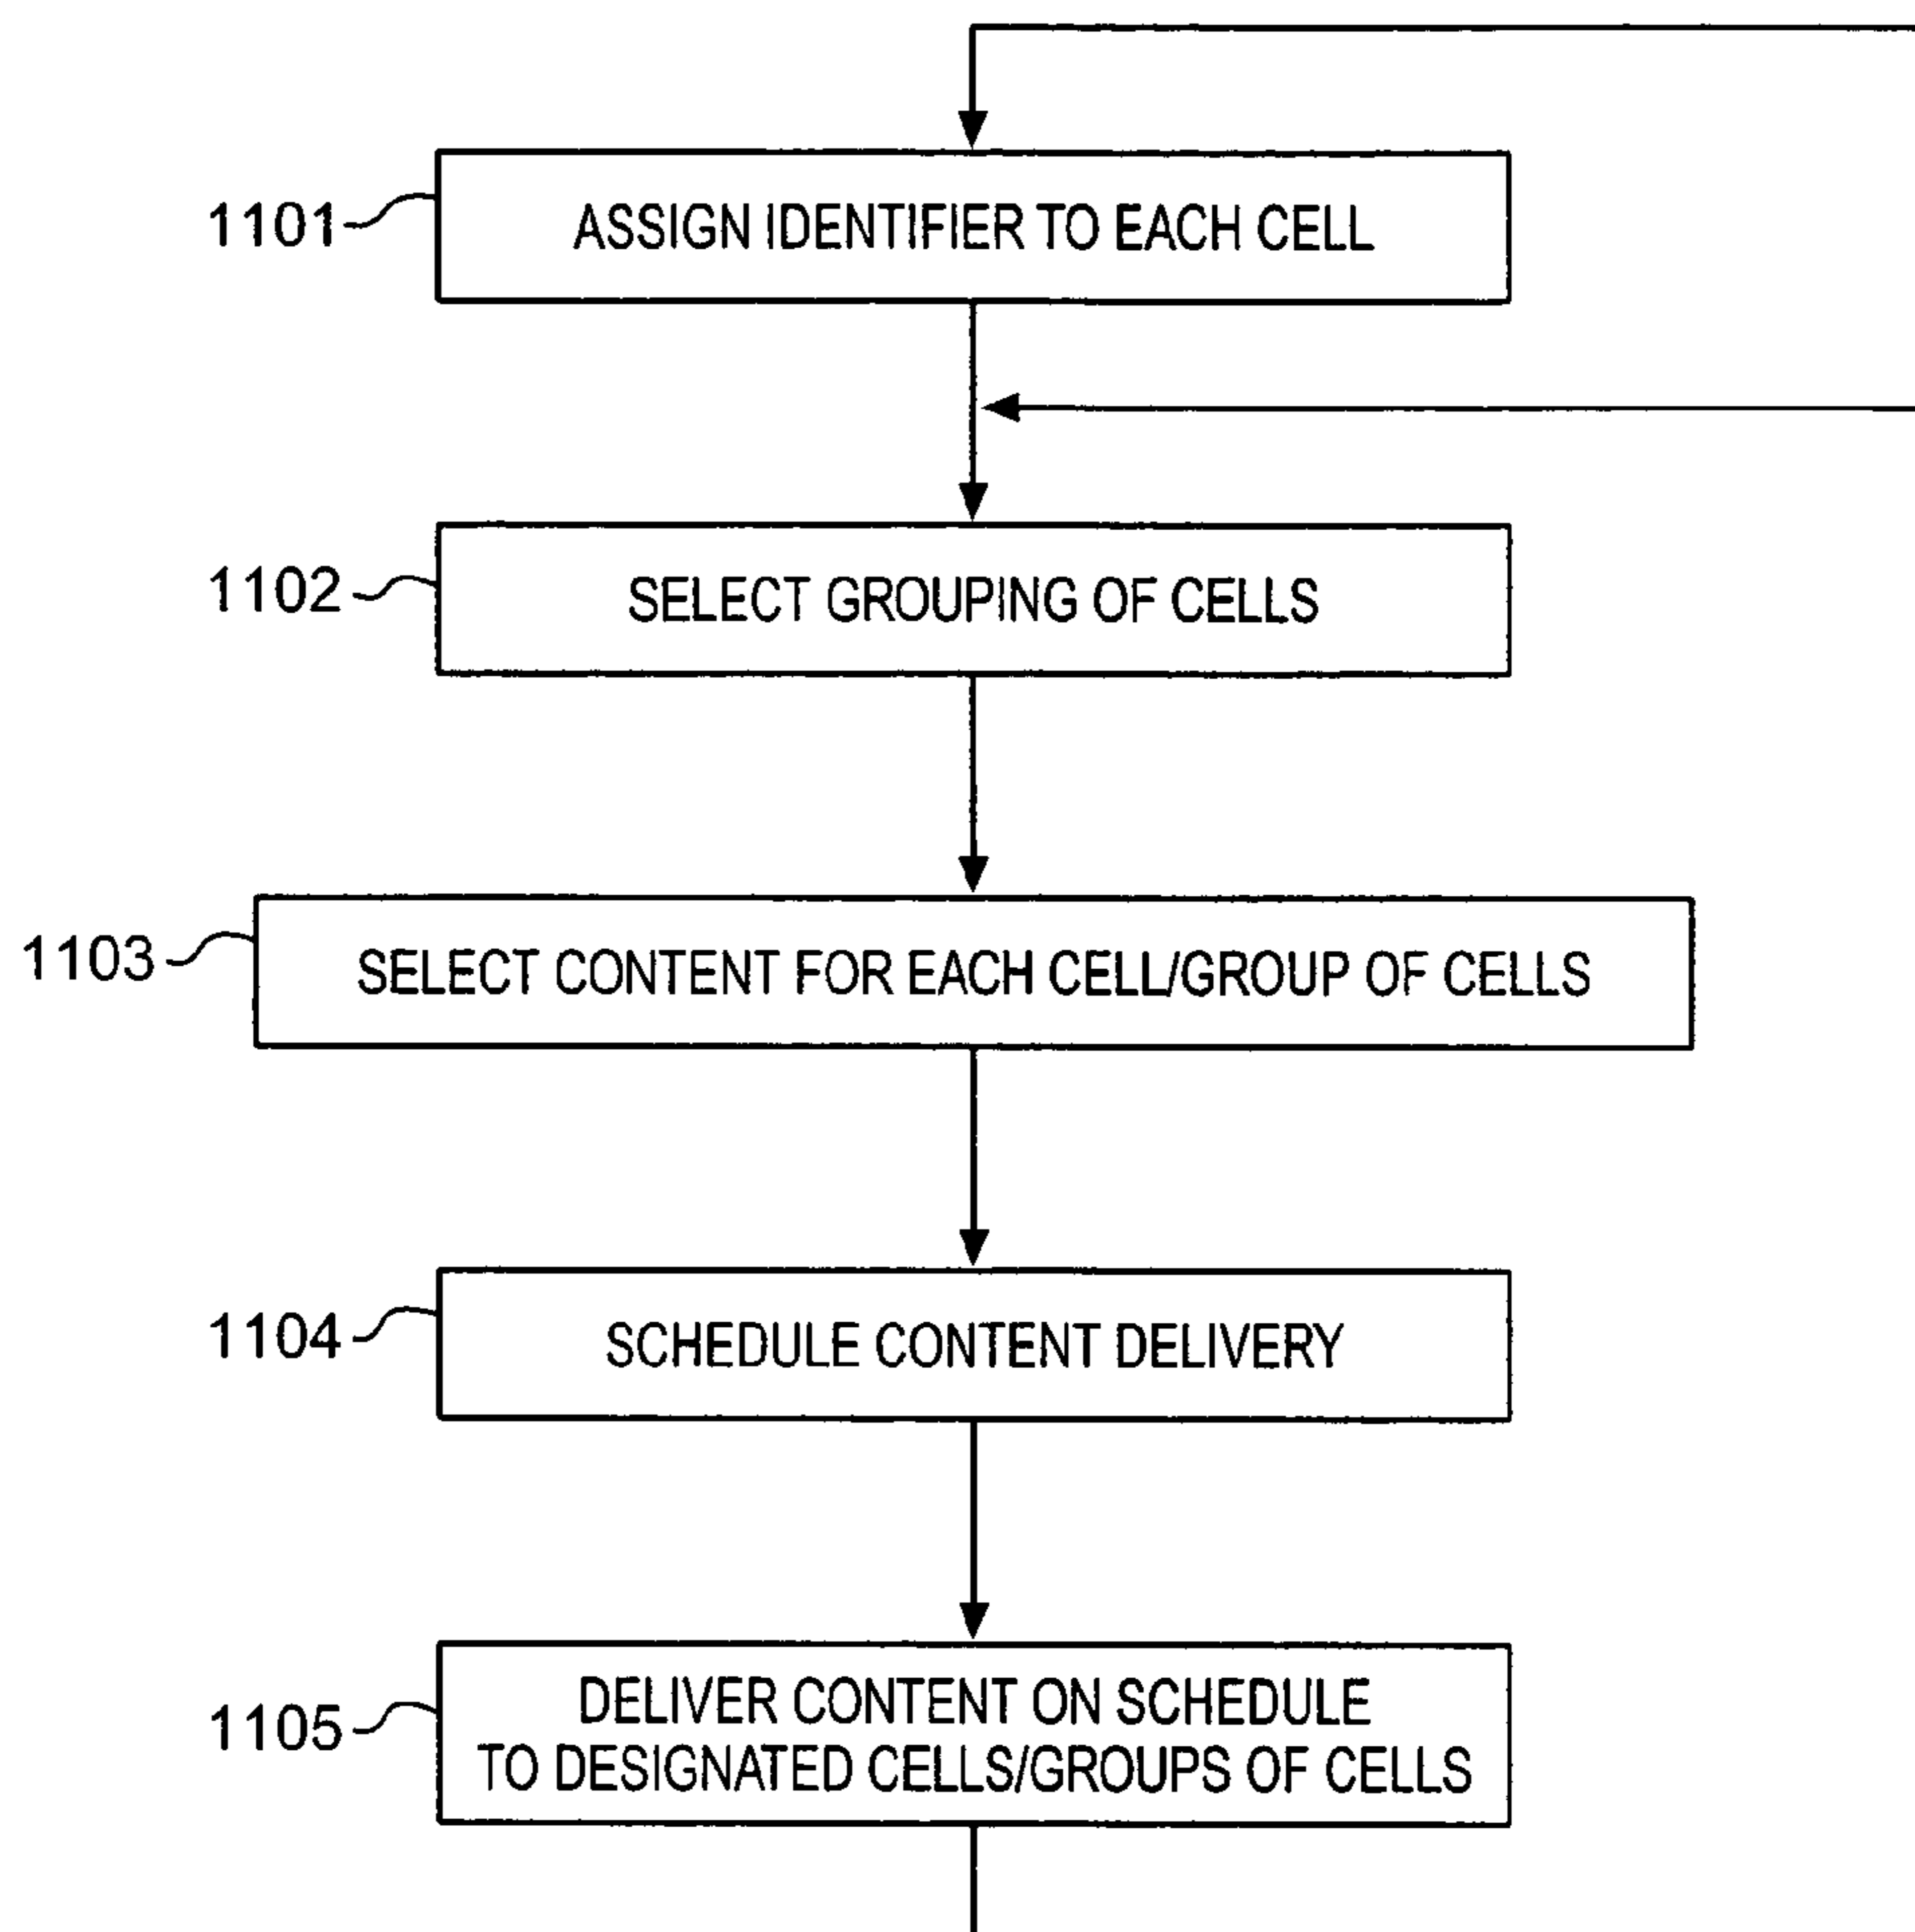 1101
ASSIGN IDENTIFIER TO EACH CELL
1102
SELECT GROUPING OF CELLS
1103
SELECT CONTENT FOR EACH CELL/GROUP OF CELLS
1104
SCHEDULE CONTENT DELIVERY
1105
DELIVER CONTENT ON SCHEDULE
TO DESIGNATED CELLS/GROUPS OF CELLS